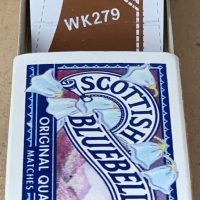 WK279
SCOTTISH
BLUEBELL
ORIGINAL QUA
MATCHES